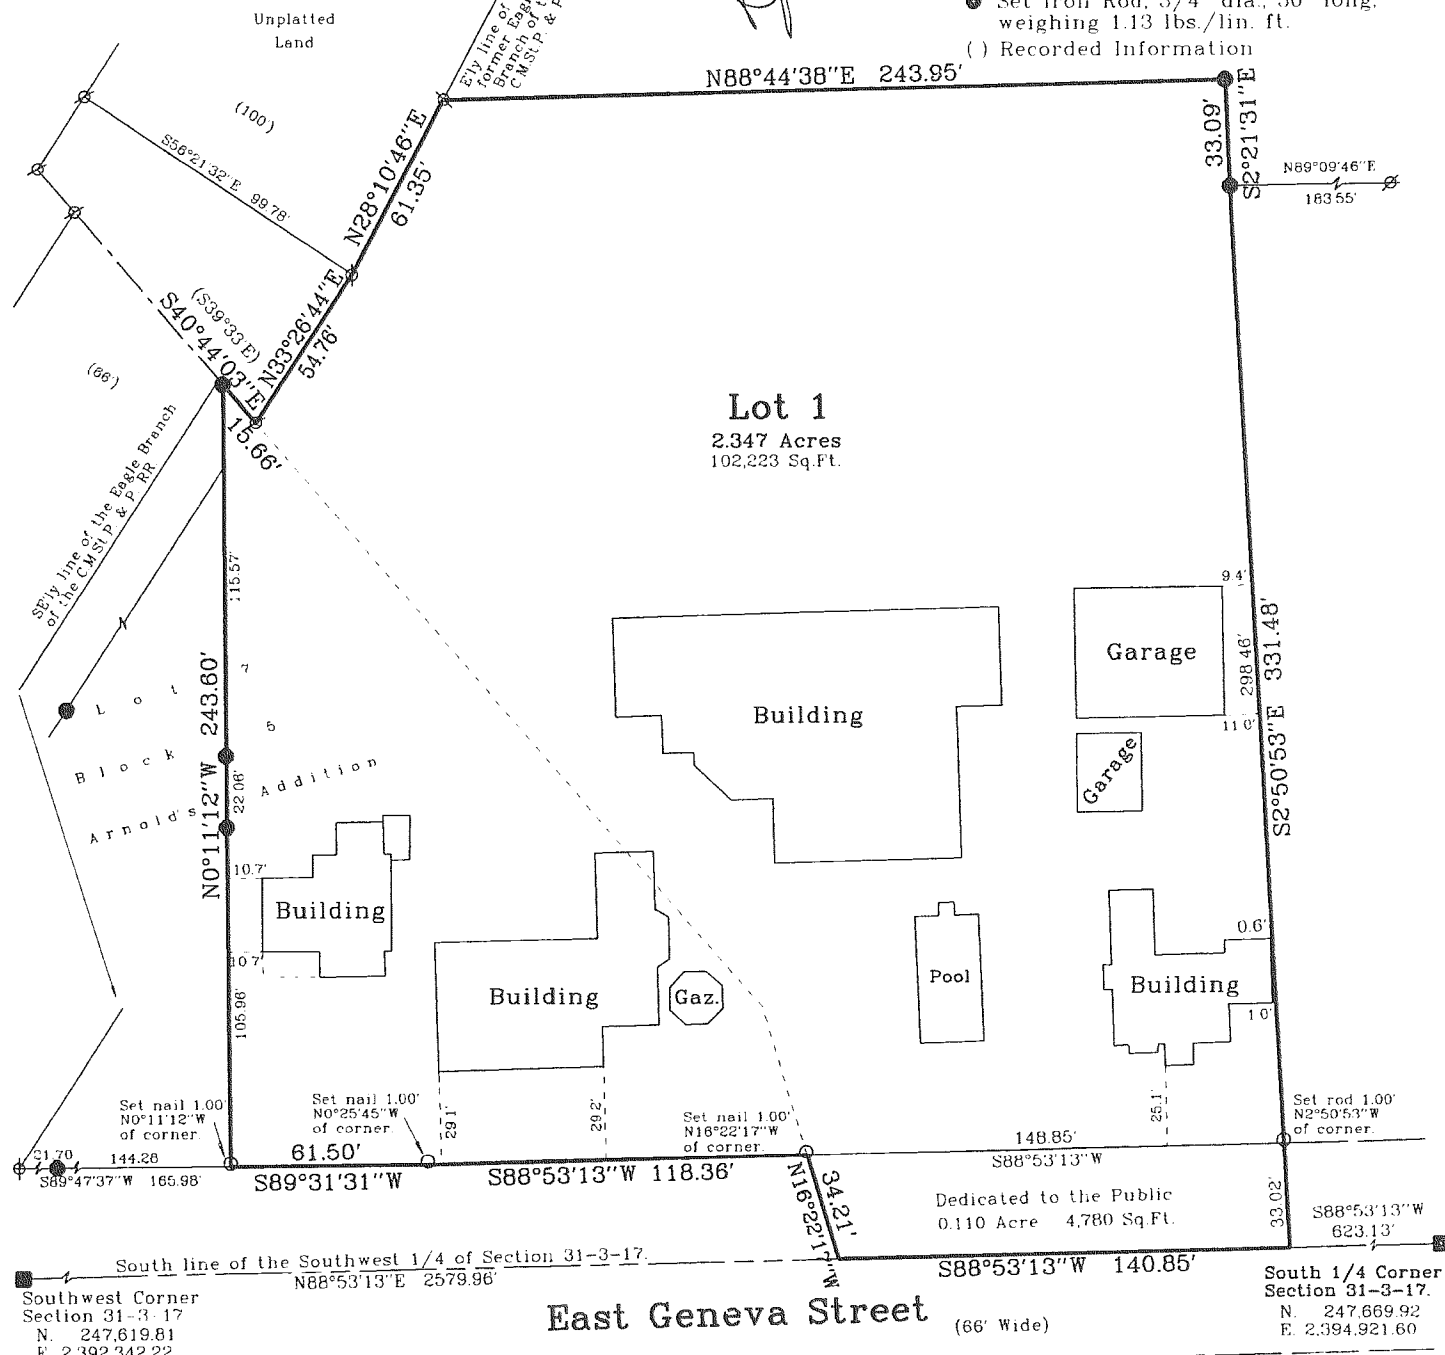 Unplatted
Land
E'ly line of
former Eagle
Branch of the
C.M.St.P. & P.
Set Iron Rod, 3/4" dia., 30" long,
weighing 1.13 lbs./lin. ft.
( ) Recorded Information
N88°44'38"E 243.95'
33.09'
S2°21'31"E
N89°09'46"E
183.55'
(100')
S56°21'32"E 99.78'
N28°10'46"E
61.35'
N33°26'44"E
54.76'
(S39°33'E)
S40°44'03"E
15.66'
(66')
SE'ly line of the Eagle Branch
of the C.M.St.P. & P. RR.
Lot 1
2.347 Acres
102,223 Sq.Ft.
115.57'
N0°11'12"W 243.60'
22.06'
105.96'
Lot 7
Block 5
Arnold's Addition
9.4'
Garage
298.46'
331.48'
S2°50'53"E
11.0'
Building
Garage
10.7'
Building
10.7'
Building
Gaz.
Pool
0.6'
Building
1.0'
29.1'
29.2'
25.1'
Set nail 1.00'
N0°11'12"W
of corner.
Set nail 1.00'
N0°25'45"W
of corner.
Set nail 1.00'
N16°22'17"W
of corner.
Set rod 1.00'
N2°50'53"W
of corner.
21.70 144.28
S89°47'37"W 165.98'
61.50'
S89°31'31"W
S88°53'13"W 118.36'
148.85'
S88°53'13"W
34.21'
N16°22'17"W
Dedicated to the Public
0.110 Acre 4,780 Sq.Ft.
33.02'
S88°53'13"W
623.13'
South line of the Southwest 1/4 of Section 31-3-17.
N88°53'13"E 2579.96'
S88°53'13"W 140.85'
Southwest Corner
Section 31-3-17
N. 247,619.81
E. 2,392,342.22
East Geneva Street (66' Wide)
South 1/4 Corner
Section 31-3-17.
N. 247,669.92
E. 2,394,921.60